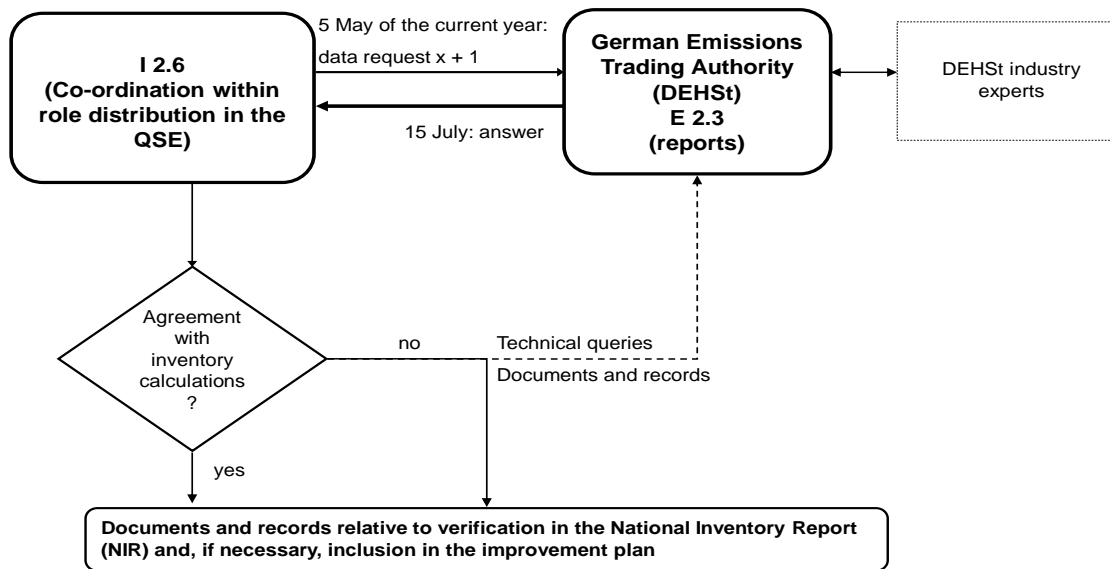 I 2.6
(Co-ordination within
role distribution in the
QSE)
5 May of the current year:
data request x + 1
15 July: answer
German Emissions
Trading Authority
(DEHSt)
E 2.3
(reports)
DEHSt industry
experts
Agreement
with
inventory
calculations
?
no
Technical queries
Documents and records
yes
Documents and records relative to verification in the National Inventory Report
(NIR) and, if necessary, inclusion in the improvement plan